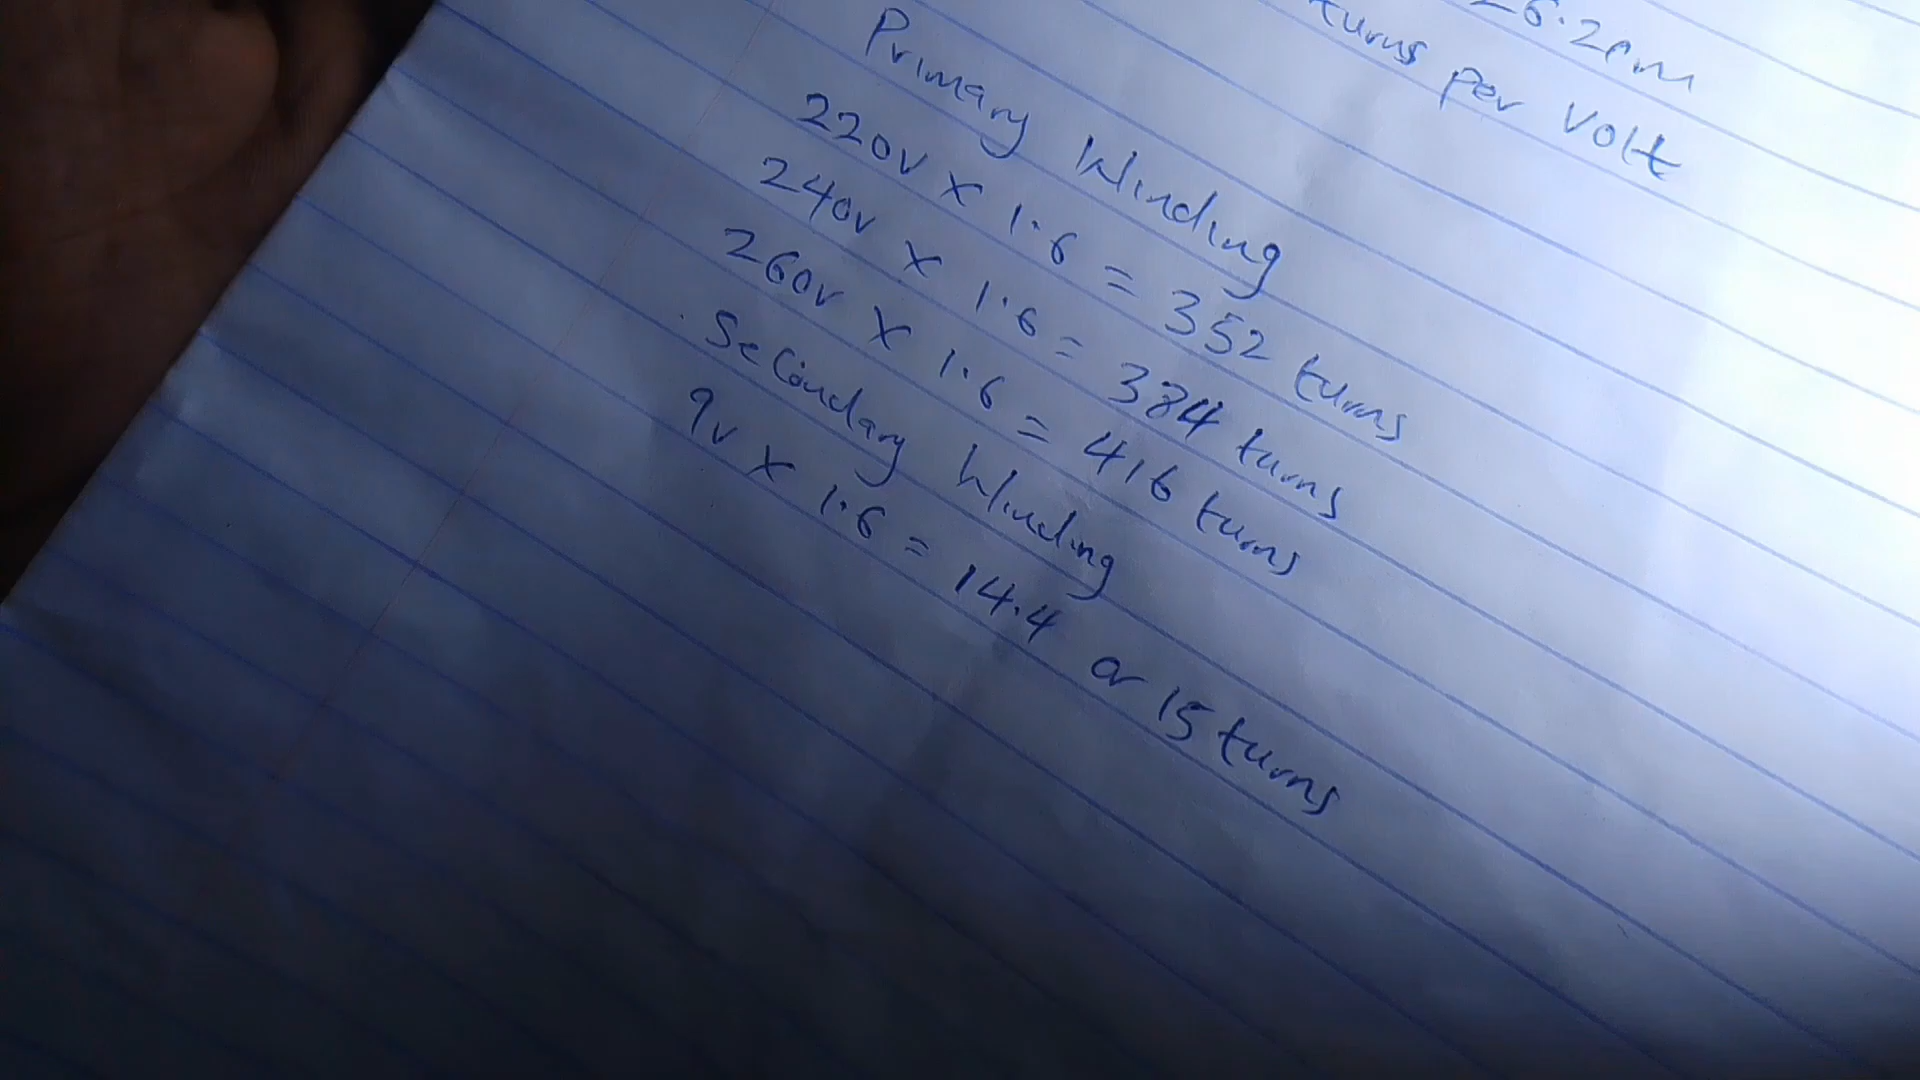 26.2cm
turns per Volt
Primary Winding
220v x 1.6 = 352 turns
240v x 1.6 = 384 turns
260v x 1.6 = 416 turns
Secondary Winding
9v x 1.6 = 14.4 or 15 turns